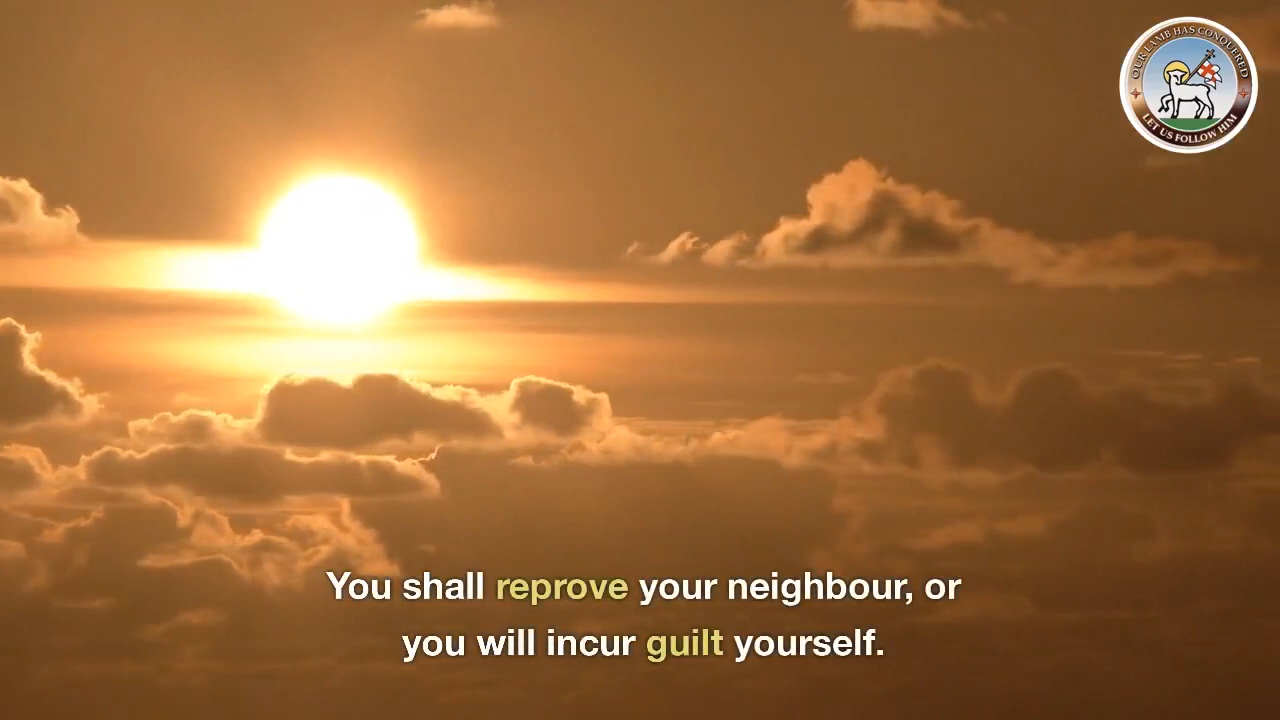 OUR LAMB HAS CONQUERED
LET US FOLLOW HIM
You shall reprove your neighbour, or
you will incur guilt yourself.